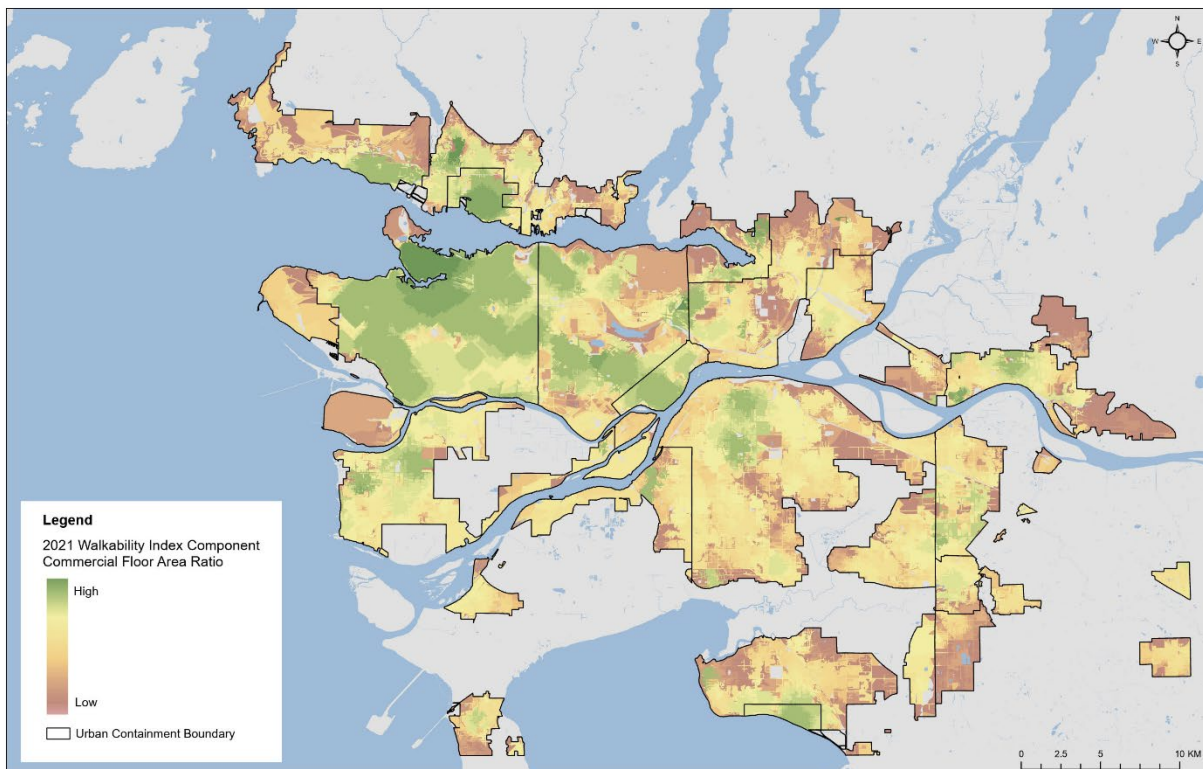 N
W E
S
Legend
2021 Walkability Index Component
Commercial Floor Area Ratio
High
Low
Urban Containment Boundary
0 2.5 5 10 KM